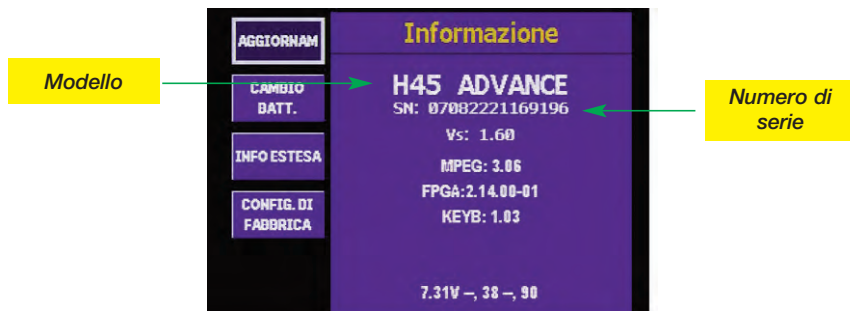 AGGIORNAM
CAMBIO
BATT.
INFO ESTESA
CONFIG. DI
FABBRICA
Informazione
H45 ADVANCE
SN: 07082221169196
Vs: 1.60
MPEG: 3.06
FPGA:2.14.00-01
KEYB: 1.03
7.31V –, 38 –, 90
Modello
Numero di
serie